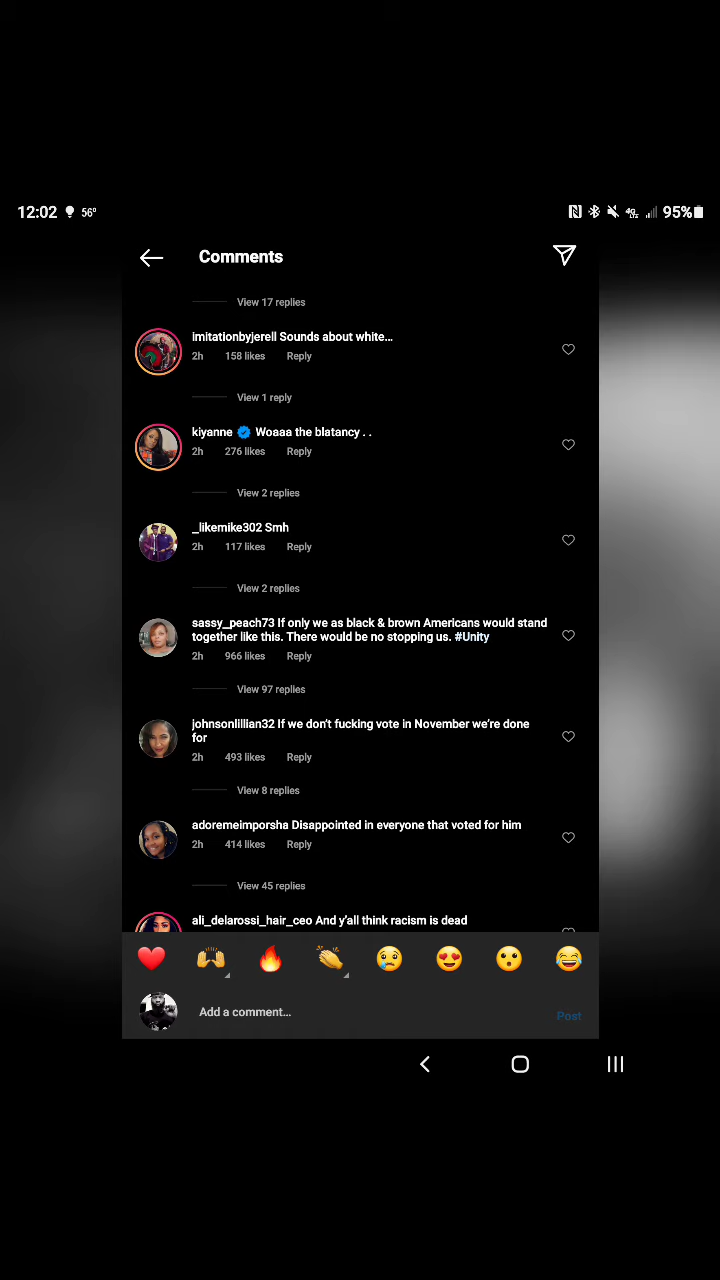 12:02 56° 4G LTE 95%
Comments
View 17 replies
imitationbyjerell Sounds about white...
2h 158 likes Reply
View 1 reply
kiyanne Woaaa the blatancy . .
2h 276 likes Reply
View 2 replies
_likemike302 Smh
2h 117 likes Reply
View 2 replies
sassy_peach73 If only we as black & brown Americans would stand
together like this. There would be no stopping us. #Unity
2h 966 likes Reply
View 97 replies
johnsonlillian32 If we don't fucking vote in November we're done
for
2h 493 likes Reply
View 8 replies
adoremeimporsha Disappointed in everyone that voted for him
2h 414 likes Reply
View 45 replies
ali_delarossi_hair_ceo And y'all think racism is dead
Add a comment...
Post